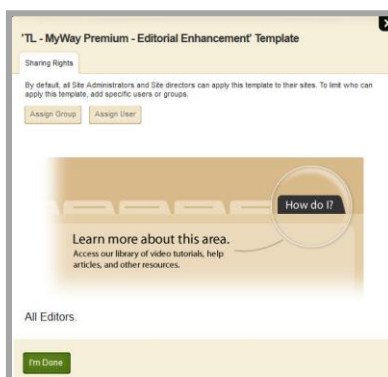 'TL - MyWay Premium - Editorial Enhancement' Template
Sharing Rights
By default, all Site Administrators and Site directors can apply this template to their sites. To limit who can
apply this template, add specific users or groups.
Assign Group Assign User
How do I?
Learn more about this area.
Access our library of video tutorials, help
articles, and other resources.
All Editors.
I'm Done